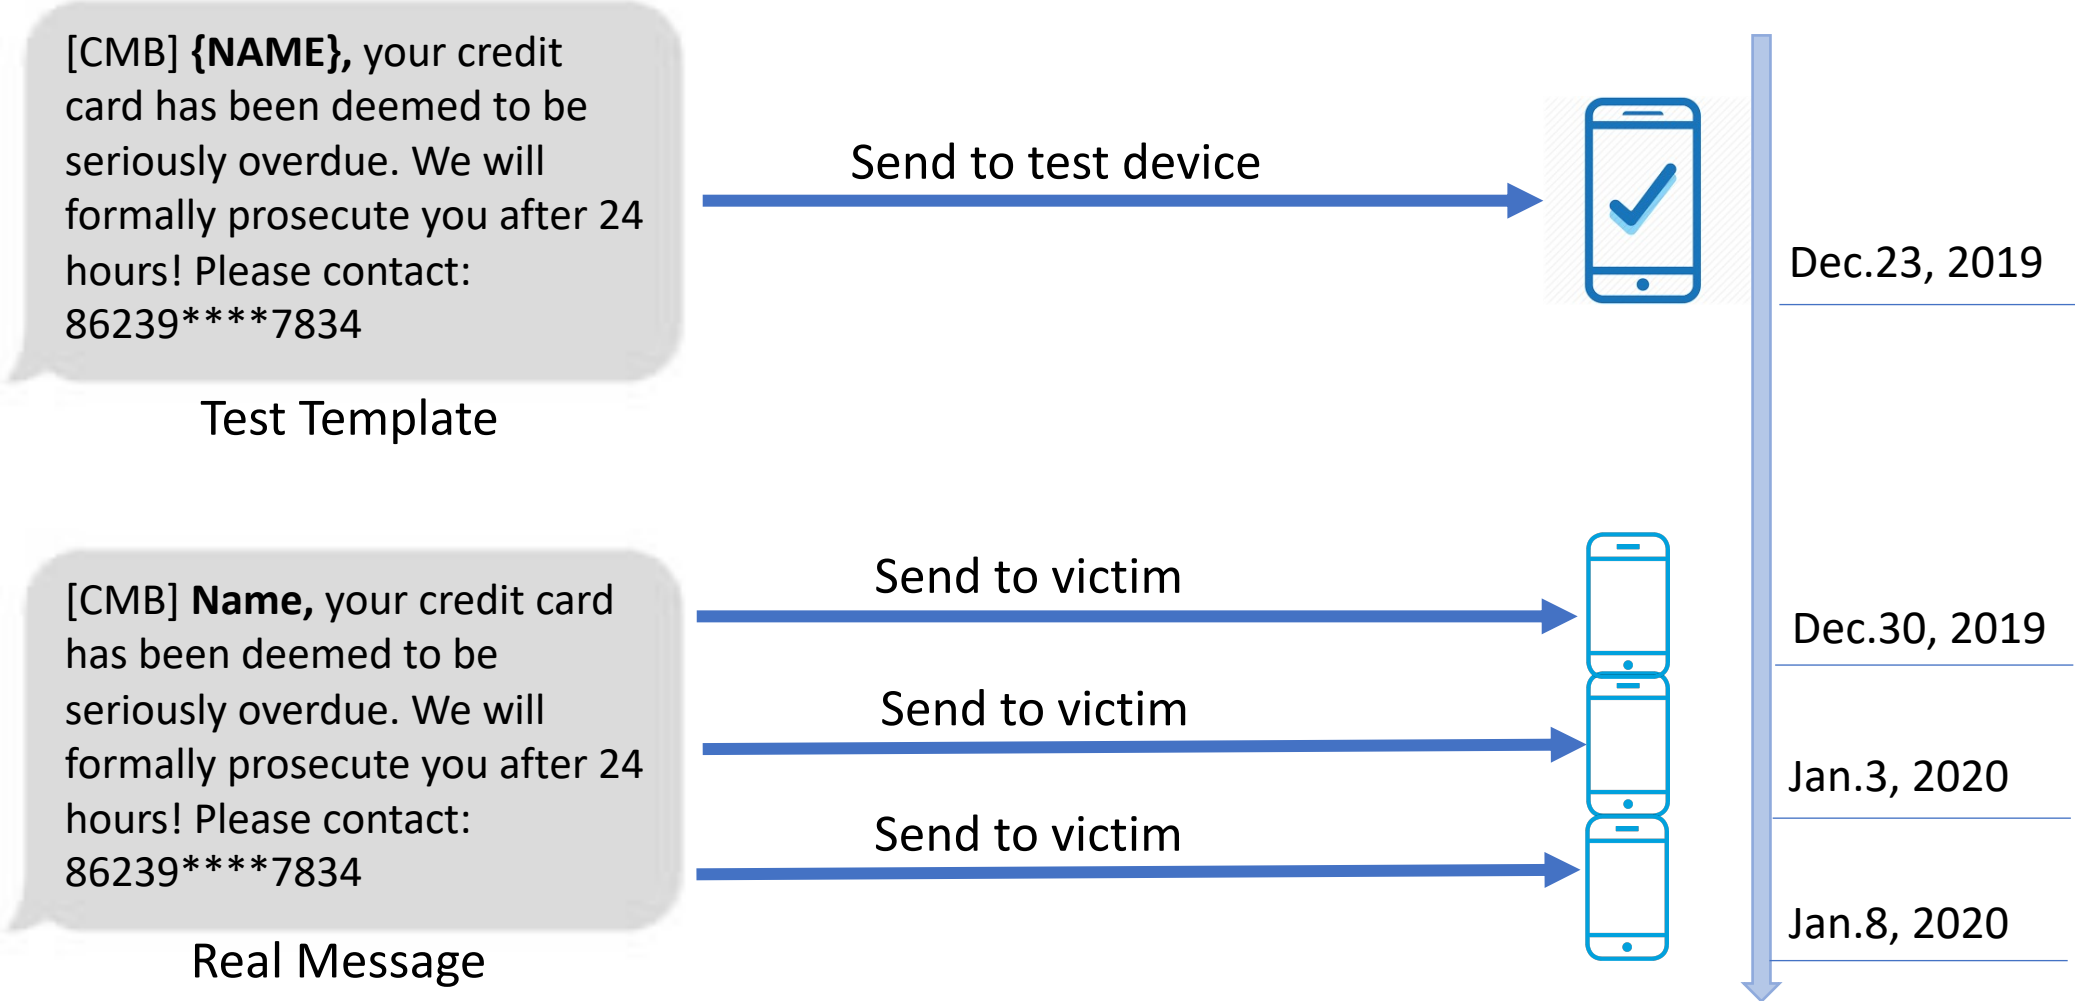 [CMB] {NAME}, your credit
card has been deemed to be
seriously overdue. We will
formally prosecute you after 24
hours! Please contact:
86239****7834
Test Template
Send to test device
Dec.23, 2019
[CMB] Name, your credit card
has been deemed to be
seriously overdue. We will
formally prosecute you after 24
hours! Please contact:
86239****7834
Real Message
Send to victim
Send to victim
Send to victim
Dec.30, 2019
Jan.3, 2020
Jan.8, 2020